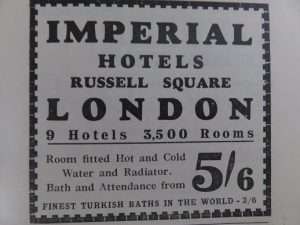 IMPERIAL
HOTELS
RUSSELL SQUARE
LONDON
9 Hotels 3,500 Rooms
Room fitted Hot and Cold
Water and Radiator.
Bath and Attendance from 5/6
FINEST TURKISH BATHS IN THE WORLD - 3/6